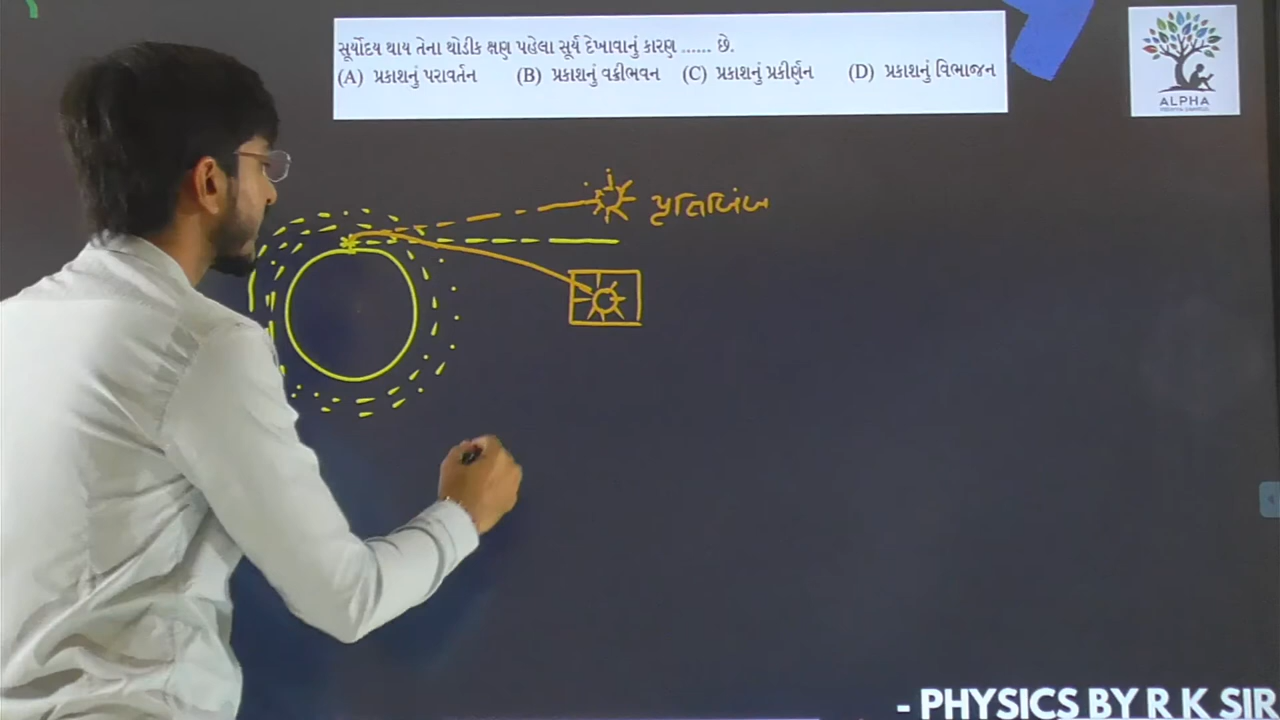 સૂર્યોદય થાય તેના થોડીક ક્ષણ પહેલા સૂર્ય દેખાવાનું કારણ ...... છે.
(A) પ્રકાશનું પરાવર્તન (B) પ્રકાશનું વક્રીભવન (C) પ્રકાશનું પ્રકીર્ણન (D) પ્રકાશનું વિભાજન
ALPHA
પ્રતિબિંબ
- PHYSICS BY R K SIR